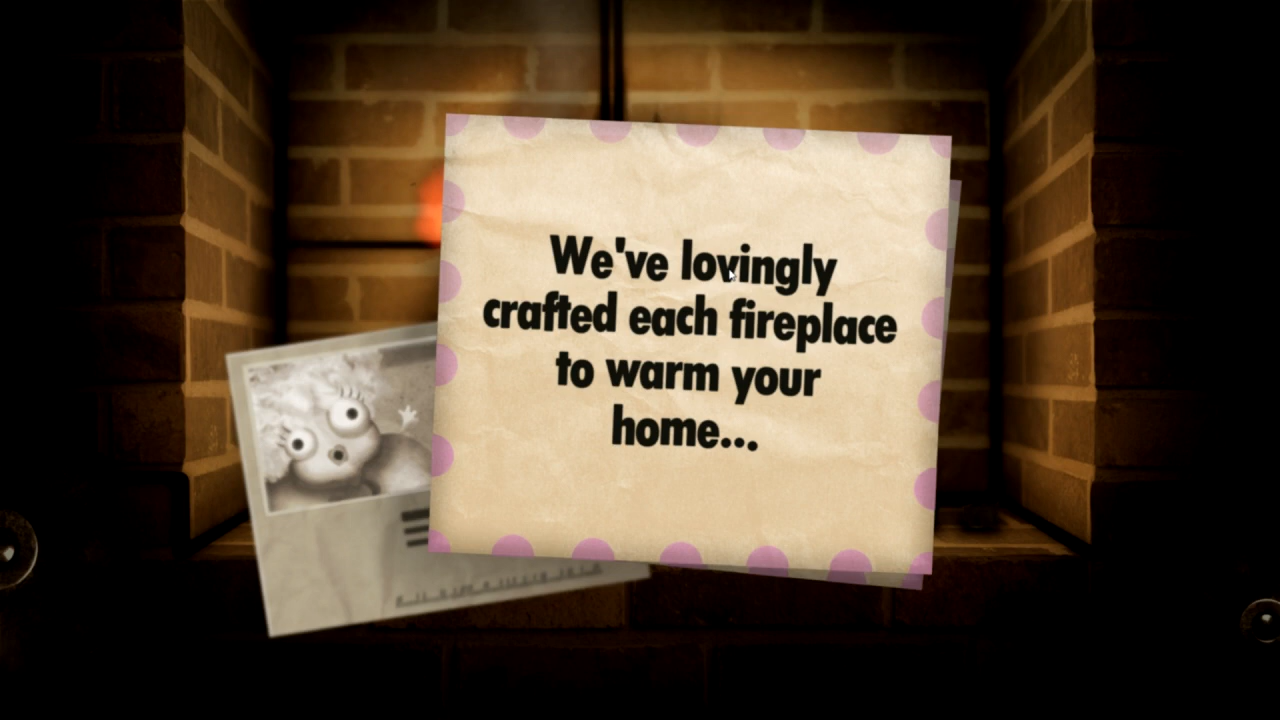 We've lovingly
crafted each fireplace
to warm your
home...